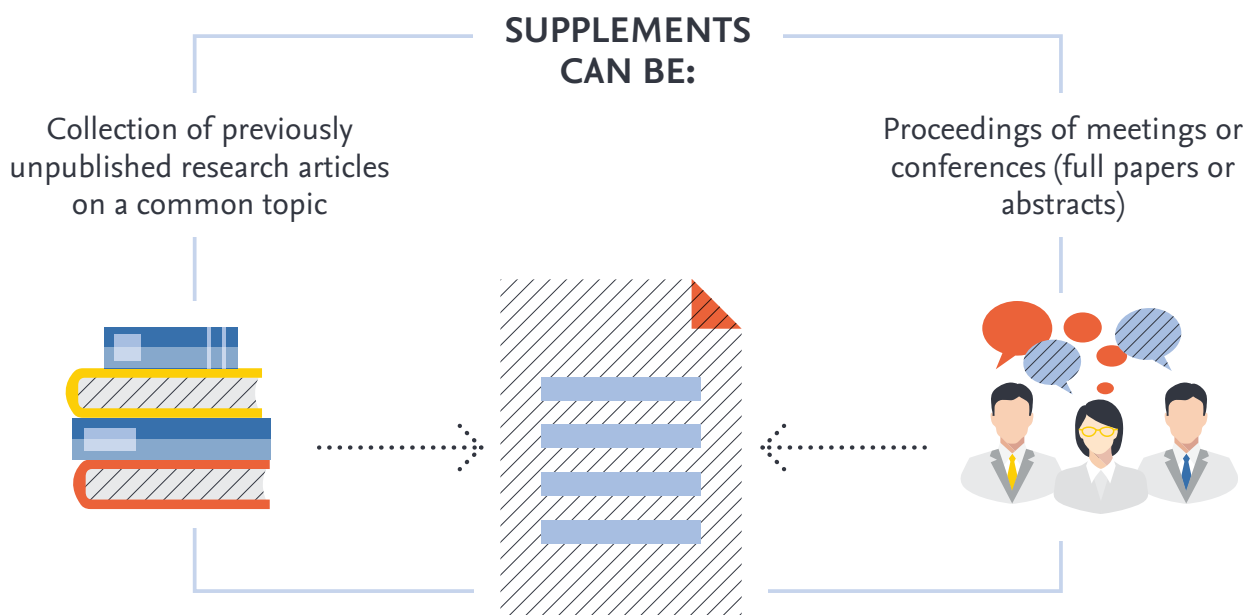 SUPPLEMENTS
CAN BE:
Collection of previously
unpublished research articles
on a common topic
Proceedings of meetings or
conferences (full papers or
abstracts)